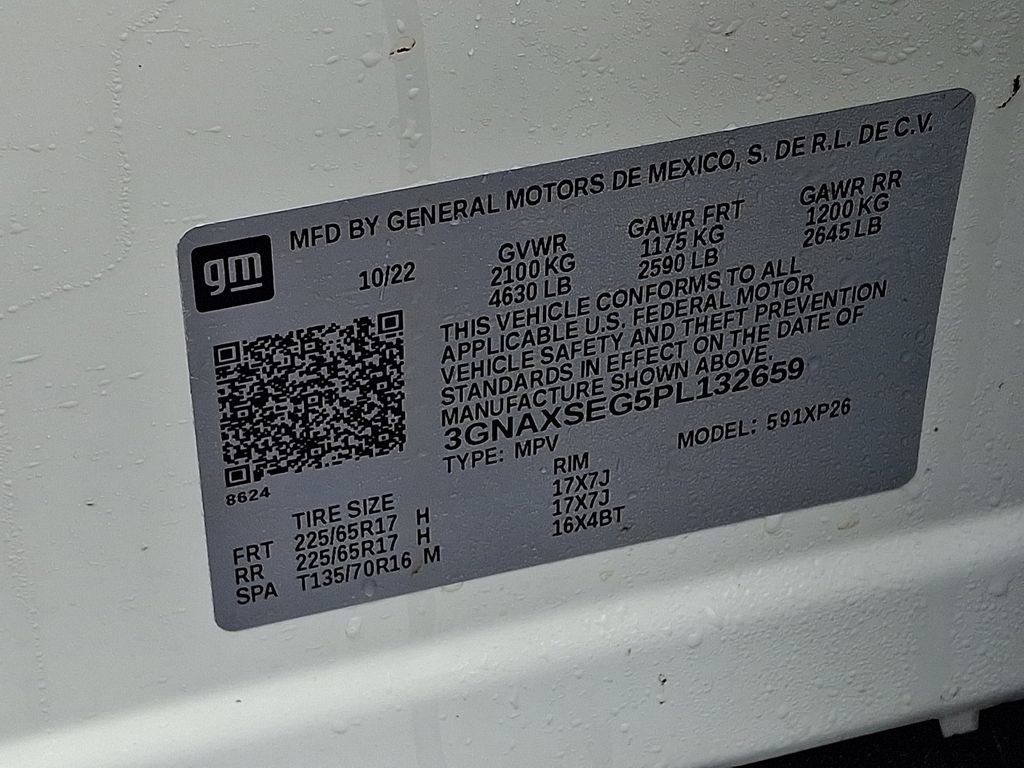 MFD BY GENERAL MOTORS DE MEXICO, S. DE R.L. DE C.V.
gm
10/22
GVWR GAWR FRT GAWR RR
2100 KG 1175 KG 1200 KG
4630 LB 2590 LB 2645 LB
THIS VEHICLE CONFORMS TO ALL
APPLICABLE U.S. FEDERAL MOTOR
VEHICLE SAFETY AND THEFT PREVENTION
STANDARDS IN EFFECT ON THE DATE OF
MANUFACTURE SHOWN ABOVE.
3GNAXSEG5PL132659
TYPE: MPV MODEL: 591XP26
8624
TIRE SIZE RIM
FRT 225/65R17 H 17X7J
RR 225/65R17 H 17X7J
SPA T135/70R16 M 16X4BT